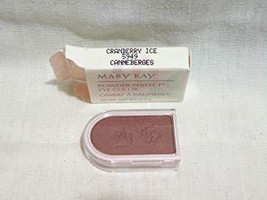 CRANBERRY ICE
5949
CANNEBERGES
MARY KAY
POWDER PERFECT
EYE COLOR
OMBRE À PAUPIÈRES